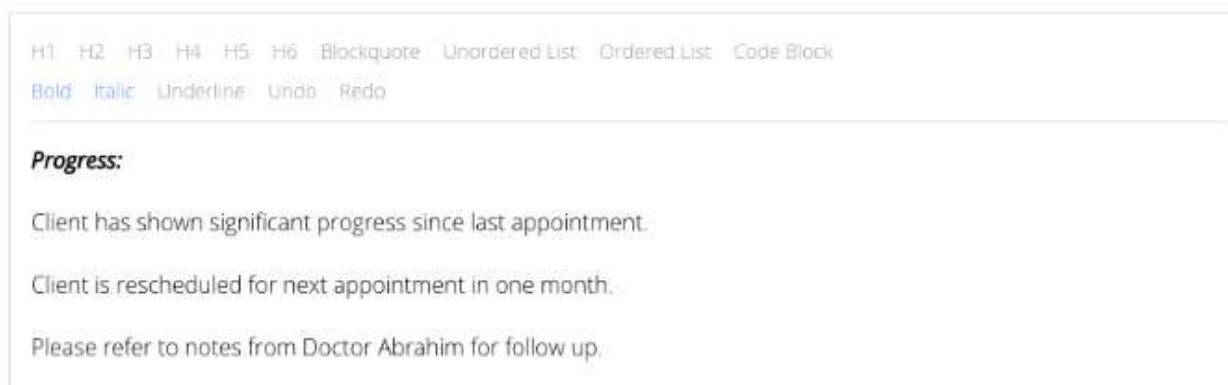 H1 H2 H3 H4 H5 H6 Blockquote Unordered List Ordered List Code Block
Bold Italic Underline Undo Redo
Progress:
Client has shown significant progress since last appointment.
Client is rescheduled for next appointment in one month.
Please refer to notes from Doctor Abrahim for follow up.